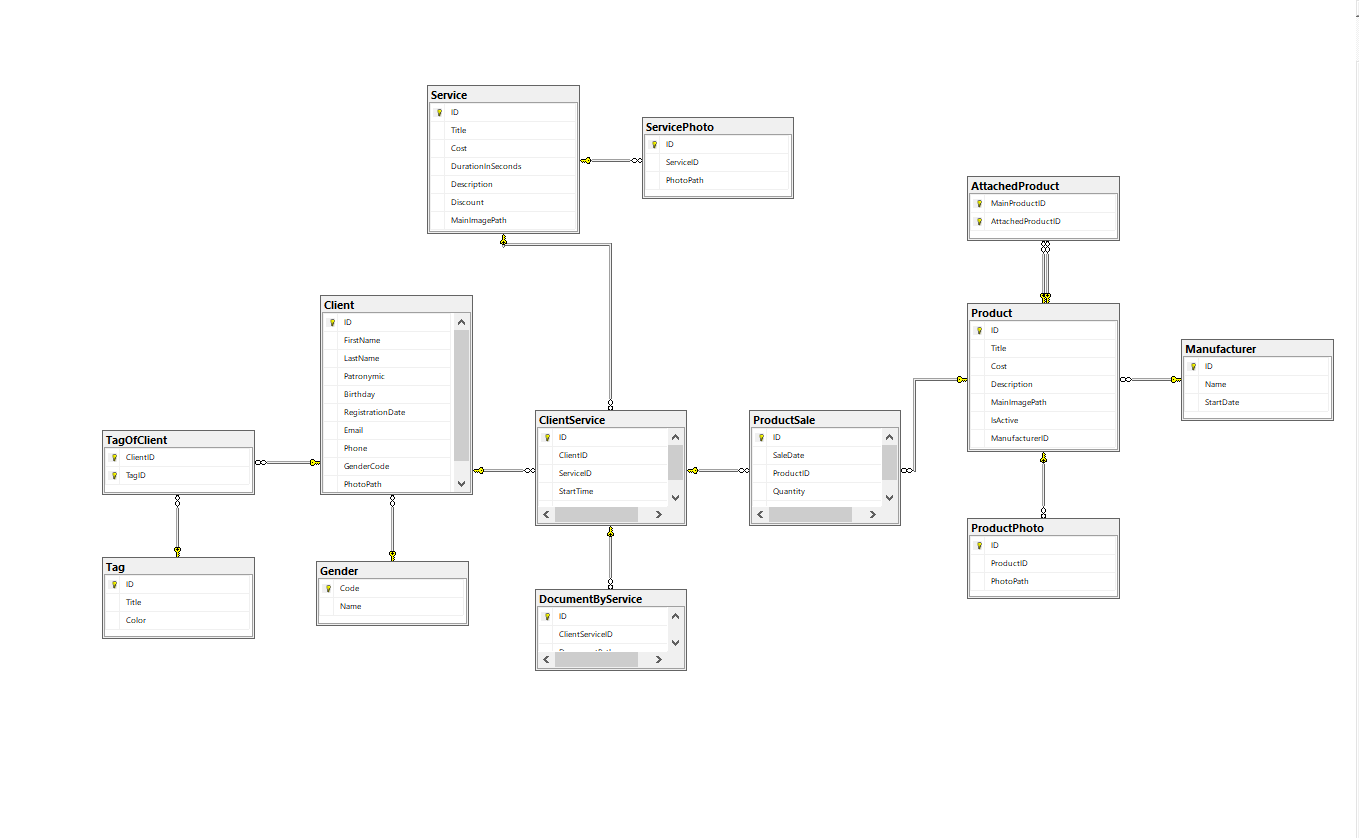 Service
ID
Title
Cost
DurationInSeconds
Description
Discount
MainImagePath
ServicePhoto
ID
ServiceID
PhotoPath
AttachedProduct
MainProductID
AttachedProductID
Client
ID
FirstName
LastName
Patronymic
Birthday
RegistrationDate
Email
Phone
GenderCode
PhotoPath
Product
ID
Title
Cost
Description
MainImagePath
IsActive
ManufacturerID
Manufacturer
ID
Name
StartDate
ClientService
ID
ClientID
ServiceID
StartTime
ProductSale
ID
SaleDate
ProductID
Quantity
TagOfClient
ClientID
TagID
ProductPhoto
ID
ProductID
PhotoPath
Tag
ID
Title
Color
Gender
Code
Name
DocumentByService
ID
ClientServiceID